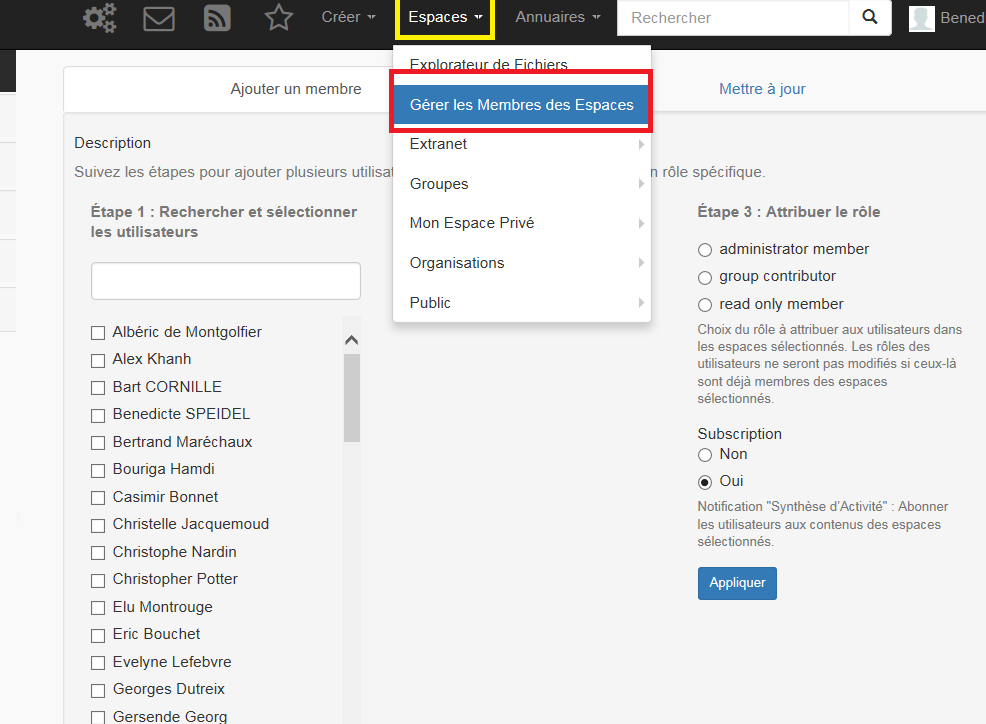 Créer
Espaces
Annuaires
Rechercher
Bened
Explorateur de Fichiers
Gérer les Membres des Espaces
Extranet
Groupes
Mon Espace Privé
Organisations
Public
Ajouter un membre
Mettre à jour
Description
Suivez les étapes pour ajouter plusieurs utilisat
n rôle spécifique.
Étape 1 : Rechercher et sélectionner
les utilisateurs
Albéric de Montgolfier
Alex Khanh
Bart CORNILLE
Benedicte SPEIDEL
Bertrand Maréchaux
Bouriga Hamdi
Casimir Bonnet
Christelle Jacquemoud
Christophe Nardin
Christopher Potter
Elu Montrouge
Eric Bouchet
Evelyne Lefebvre
Georges Dutreix
Gersende Georg
Étape 3 : Attribuer le rôle
administrator member
group contributor
read only member
Choix du rôle à attribuer aux utilisateurs dans
les espaces sélectionnés. Les rôles des
utilisateurs ne seront pas modifiés si ceux-là
sont déjà membres des espaces
sélectionnés.
Subscription
Non
Oui
Notification "Synthèse d'Activité" : Abonner
les utilisateurs aux contenus des espaces
sélectionnés.
Appliquer